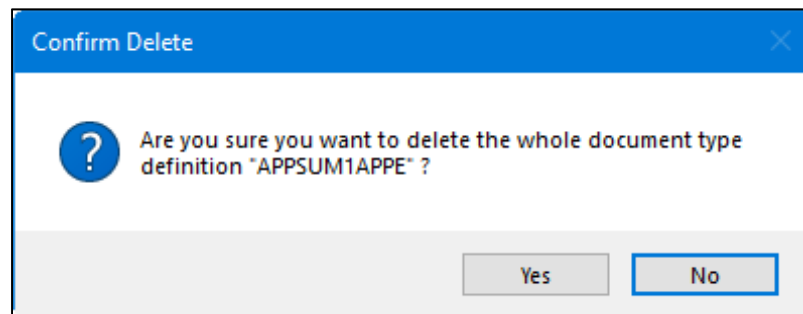 Confirm Delete
Are you sure you want to delete the whole document type
definition "APPSUM1APPE" ?
Yes No